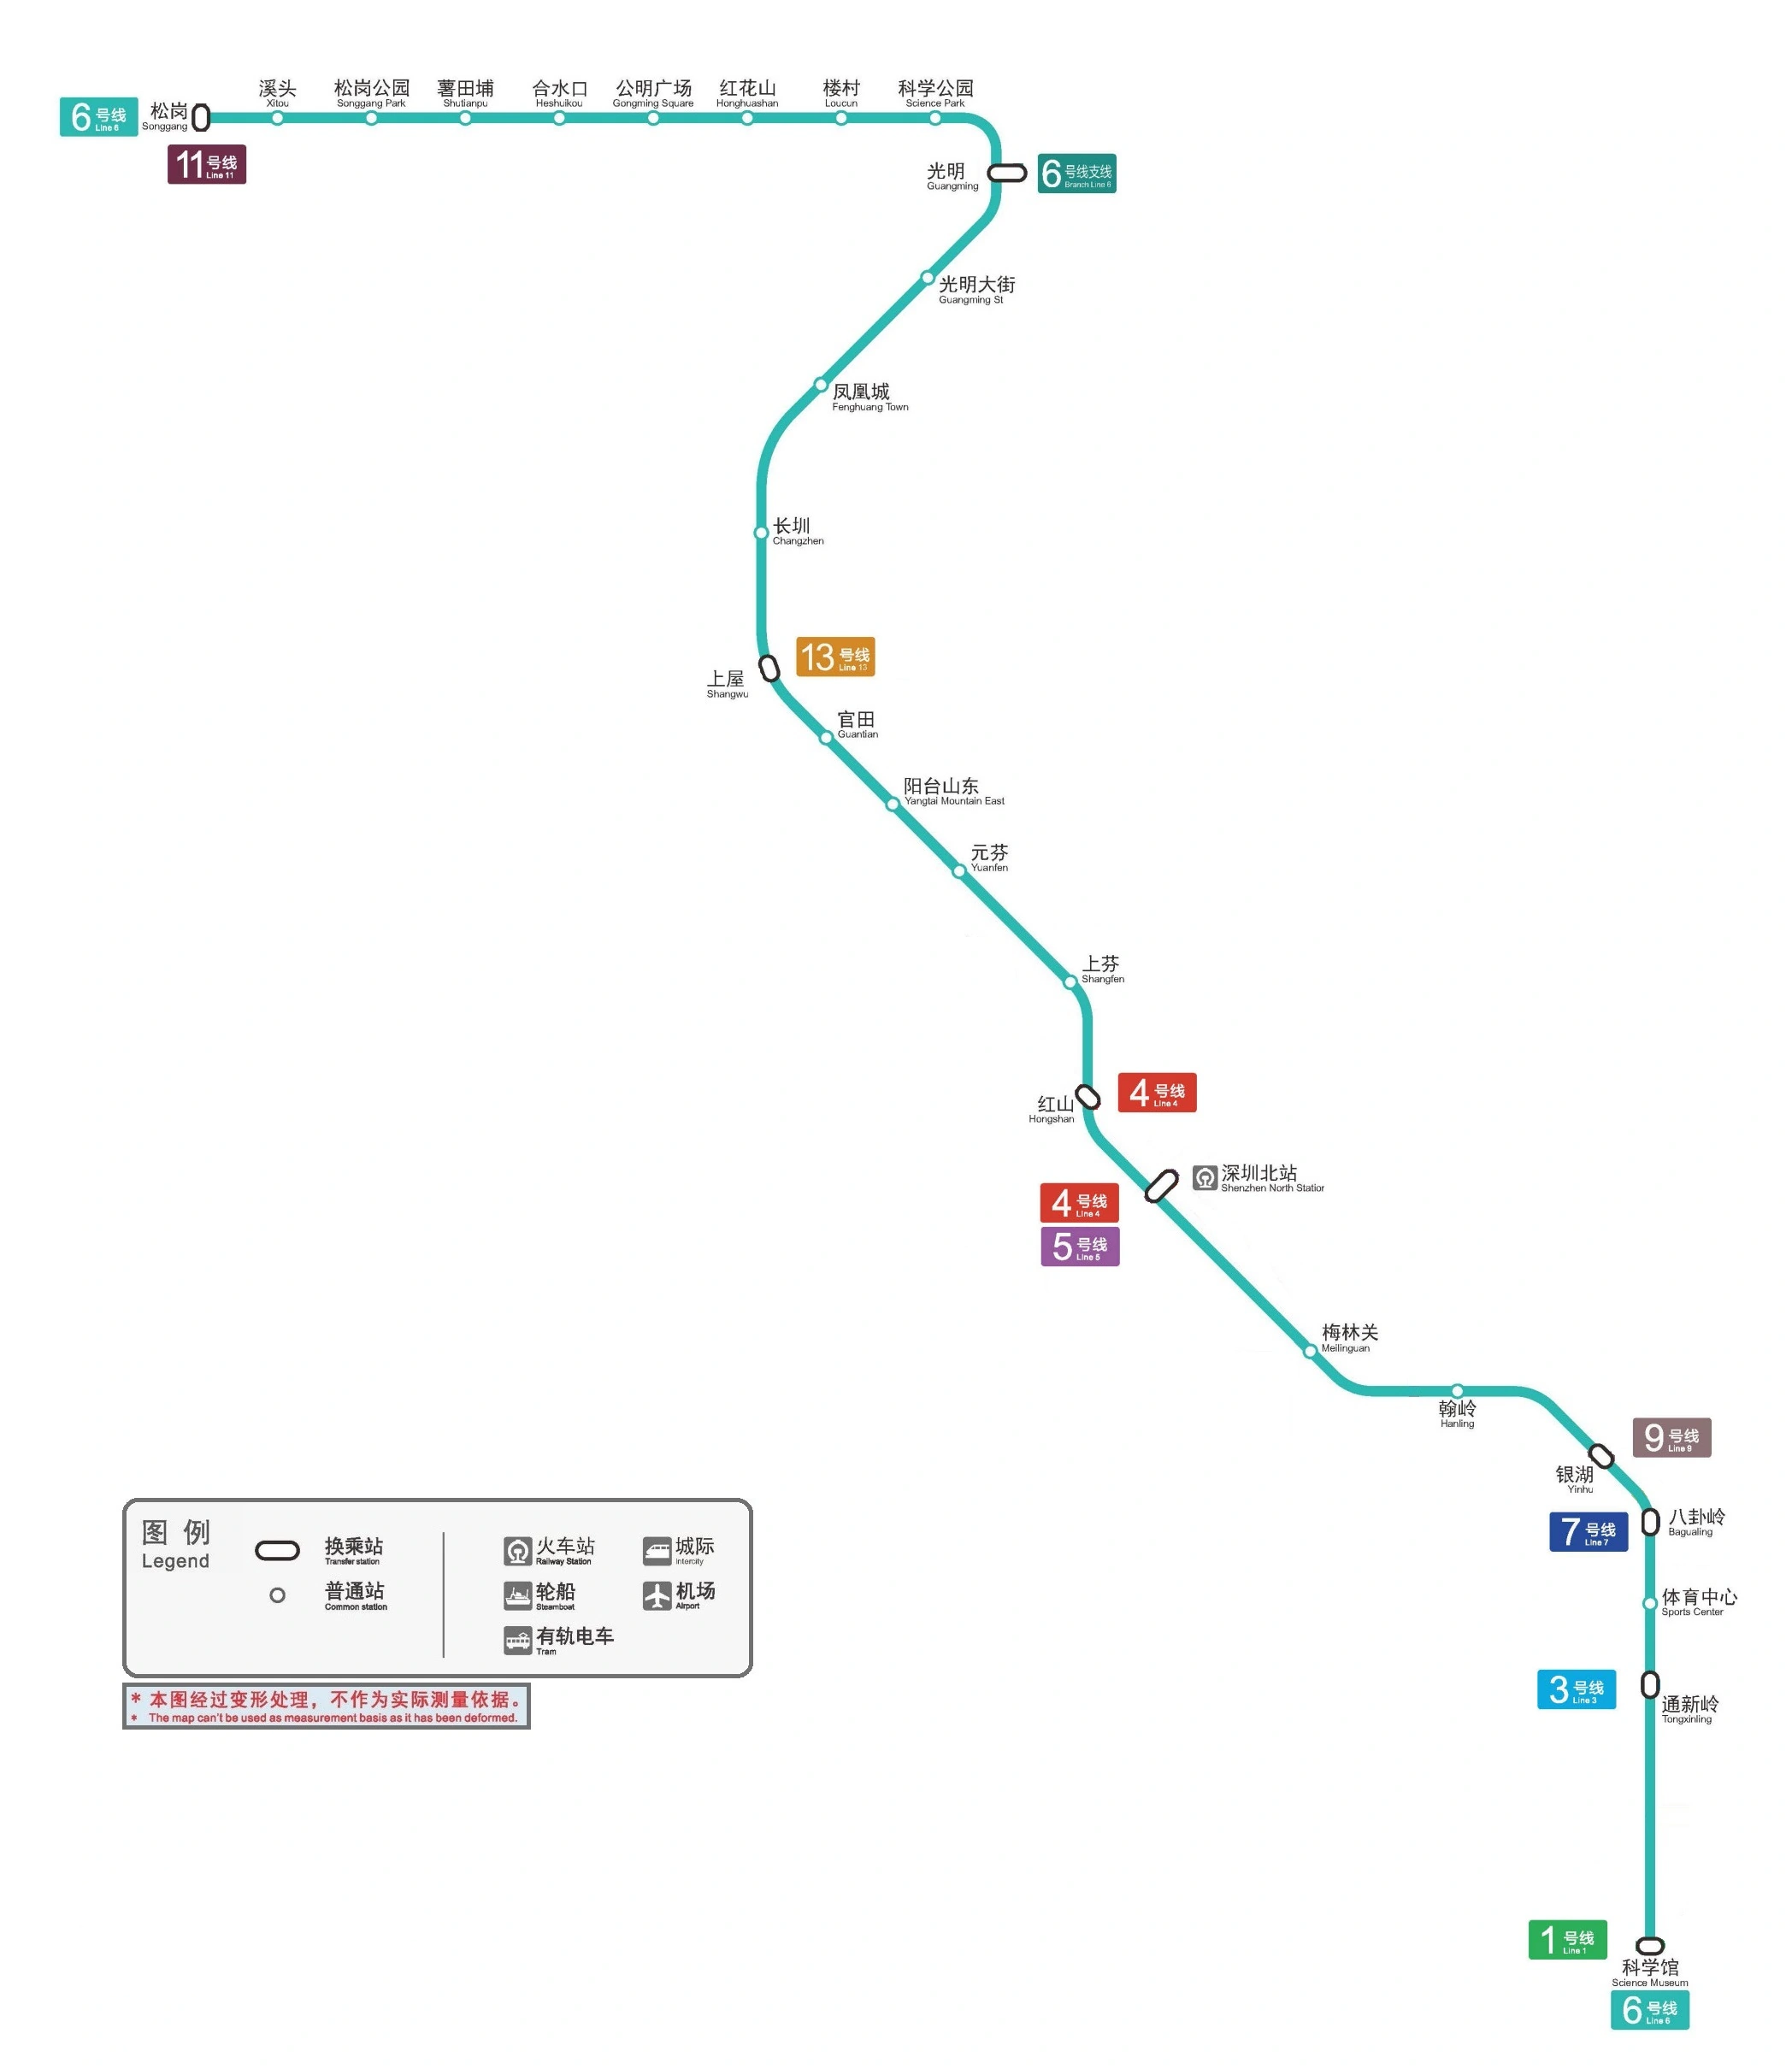 溪头
Xitou
松岗公园
Songgang Park
薯田埔
Shutianpu
合水口
Heshuikou
公明广场
Gongming Square
红花山
Honghuashan
楼村
Loucun
科学公园
Science Park
6 号线
Line 6
松岗
Songgang
11 号线
Line 11
光明
Guangming
6 号线支线
Branch Line 6
光明大街
Guangming St
凤凰城
Fenghuang Town
长圳
Changzhen
13 号线
Line 13
上屋
Shangwu
官田
Guantian
阳台山东
Yangtai Mountain East
元芬
Yuanfen
上芬
Shangfen
4 号线
Line 4
红山
Hongshan
深圳北站
Shenzhen North Station
4 号线
Line 4
5 号线
Line 5
梅林关
Meilinguan
翰岭
Hanling
9 号线
Line 9
银湖
Yinhu
八卦岭
Bagualing
7 号线
Line 7
体育中心
Sports Center
3 号线
Line 3
通新岭
Tongxinling
1 号线
Line 1
科学馆
Science Museum
6 号线
Line 6
图 例
Legend
换乘站
Transfer station
普通站
Common station
火车站
Railway Station
城际
Intercity
轮船
Steamboat
机场
Airport
有轨电车
Tram
* 本图经过变形处理，不作为实际测量依据。
* The map can't be used as measurement basis as it has been deformed.